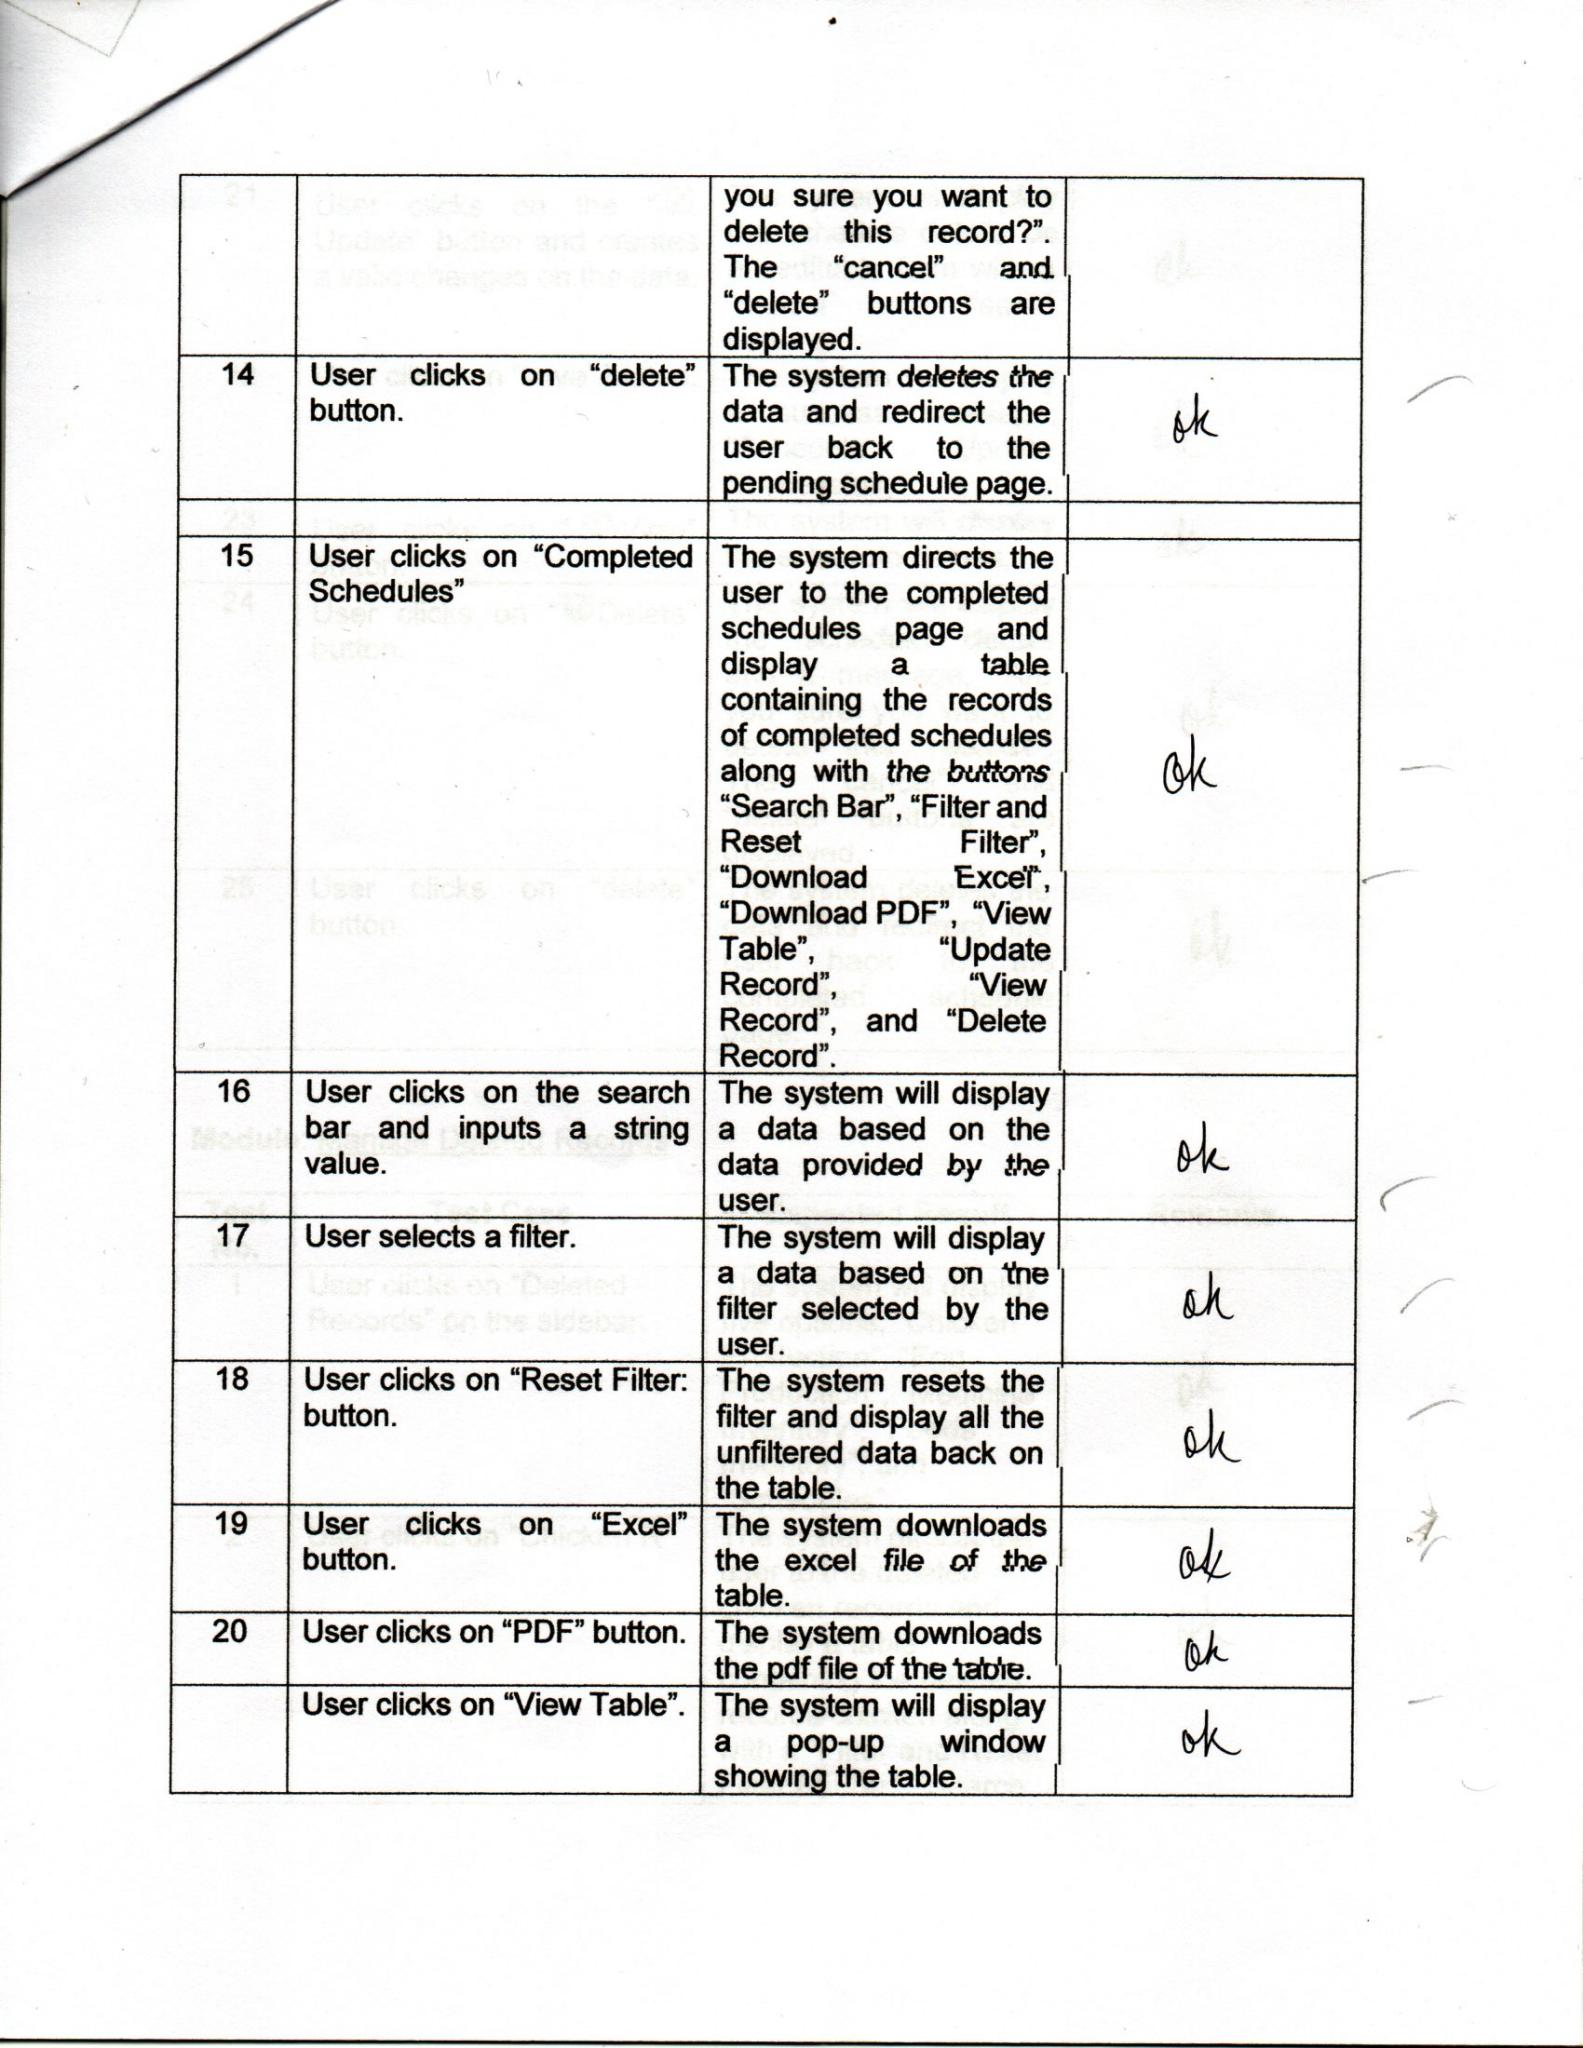 you sure you want to
delete this record?”.
The “cancel” and
“delete” buttons are
displayed.
14
User clicks on “delete”
button.
The system deletes the
data and redirect the
user back to the
pending schedule page.
ok
15
User clicks on “Completed
Schedules”
The system directs the
user to the completed
schedules page and
display a table
containing the records
of completed schedules
along with the buttons
“Search Bar”, “Filter and
Reset Filter”,
“Download Excel”,
“Download PDF”, “View
Table”, “Update
Record”, “View
Record”, and “Delete
Record”.
ok
16
User clicks on the search
bar and inputs a string
value.
The system will display
a data based on the
data provided by the
user.
ok
17
User selects a filter.
The system will display
a data based on the
filter selected by the
user.
ok
18
User clicks on “Reset Filter:
button.
The system resets the
filter and display all the
unfiltered data back on
the table.
ok
19
User clicks on “Excel”
button.
The system downloads
the excel file of the
table.
ok
20
User clicks on “PDF” button.
The system downloads
the pdf file of the table.
ok
User clicks on “View Table”.
The system will display
a pop-up window
showing the table.
ok